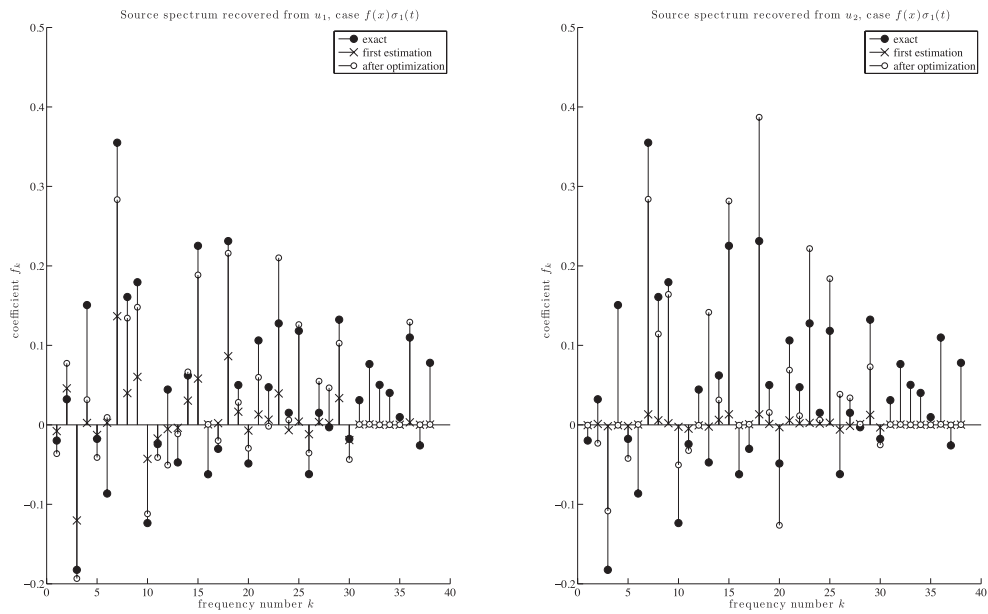 Source spectrum recovered from u₁, case f(x)σ₁(t)
0.5
0.4
0.3
0.2
0.1
0
−0.1
−0.2
coefficient fₖ
exact
first estimation
after optimization
0 5 10 15 20 25 30 35 40
frequency number k
Source spectrum recovered from u₂, case f(x)σ₁(t)
0.5
0.4
0.3
0.2
0.1
0
−0.1
−0.2
coefficient fₖ
exact
first estimation
after optimization
0 5 10 15 20 25 30 35 40
frequency number k